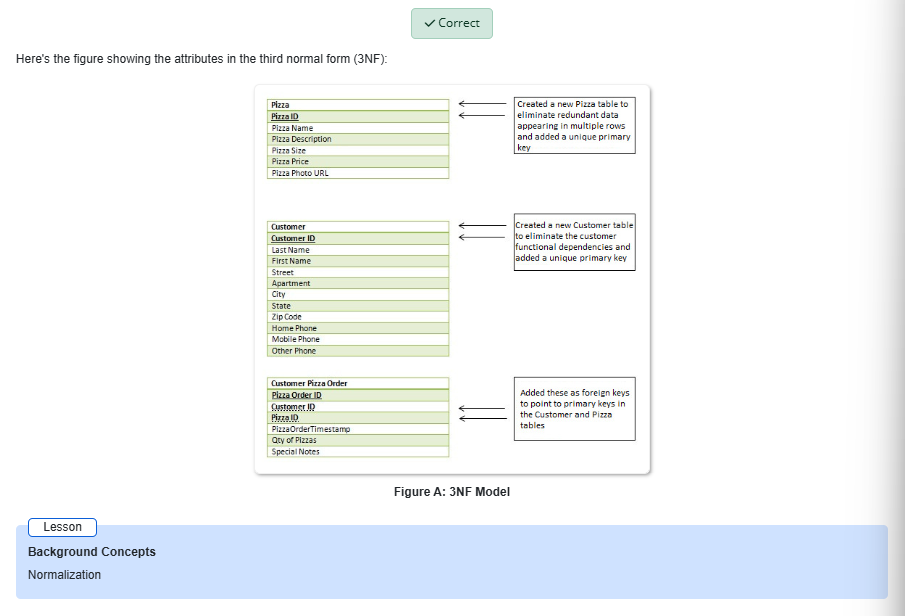 ✓ Correct
Here's the figure showing the attributes in the third normal form (3NF):
Pizza
Pizza ID
Pizza Name
Pizza Description
Pizza Size
Pizza Price
Pizza Photo URL
Created a new Pizza table to
eliminate redundant data
appearing in multiple rows
and added a unique primary
key
Customer
Customer ID
Last Name
First Name
Street
Apartment
City
State
Zip Code
Home Phone
Mobile Phone
Other Phone
Created a new Customer table
to eliminate the customer
functional dependencies and
added a unique primary key
Customer Pizza Order
Pizza Order ID
Customer ID
Pizza ID
PizzaOrderTimestamp
Qty of Pizzas
Special Notes
Added these as foreign keys
to point to primary keys in
the Customer and Pizza
tables
Figure A: 3NF Model
Lesson
Background Concepts
Normalization